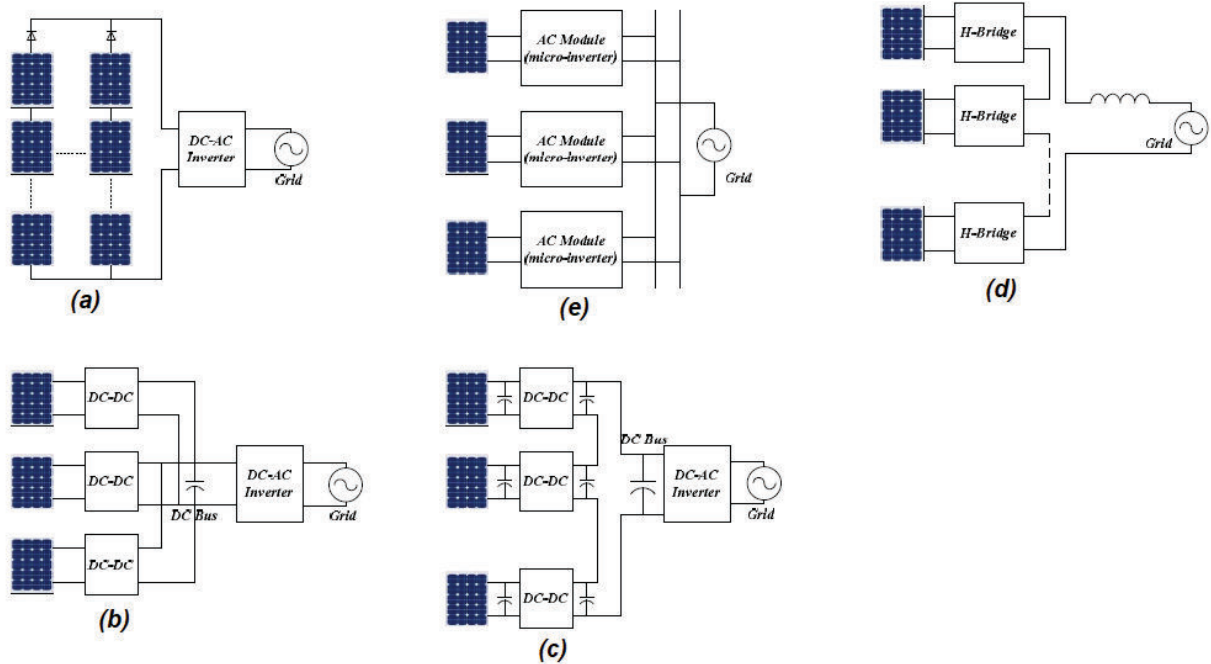 DC-AC
Inverter
Grid
(a)
AC Module
(micro-inverter)
AC Module
(micro-inverter)
AC Module
(micro-inverter)
Grid
(e)
H-Bridge
H-Bridge
H-Bridge
Grid
(d)
DC-DC
DC-DC
DC-DC
DC Bus
DC-AC
Inverter
Grid
(b)
DC-DC
DC-DC
DC-DC
DC Bus
DC-AC
Inverter
Grid
(c)